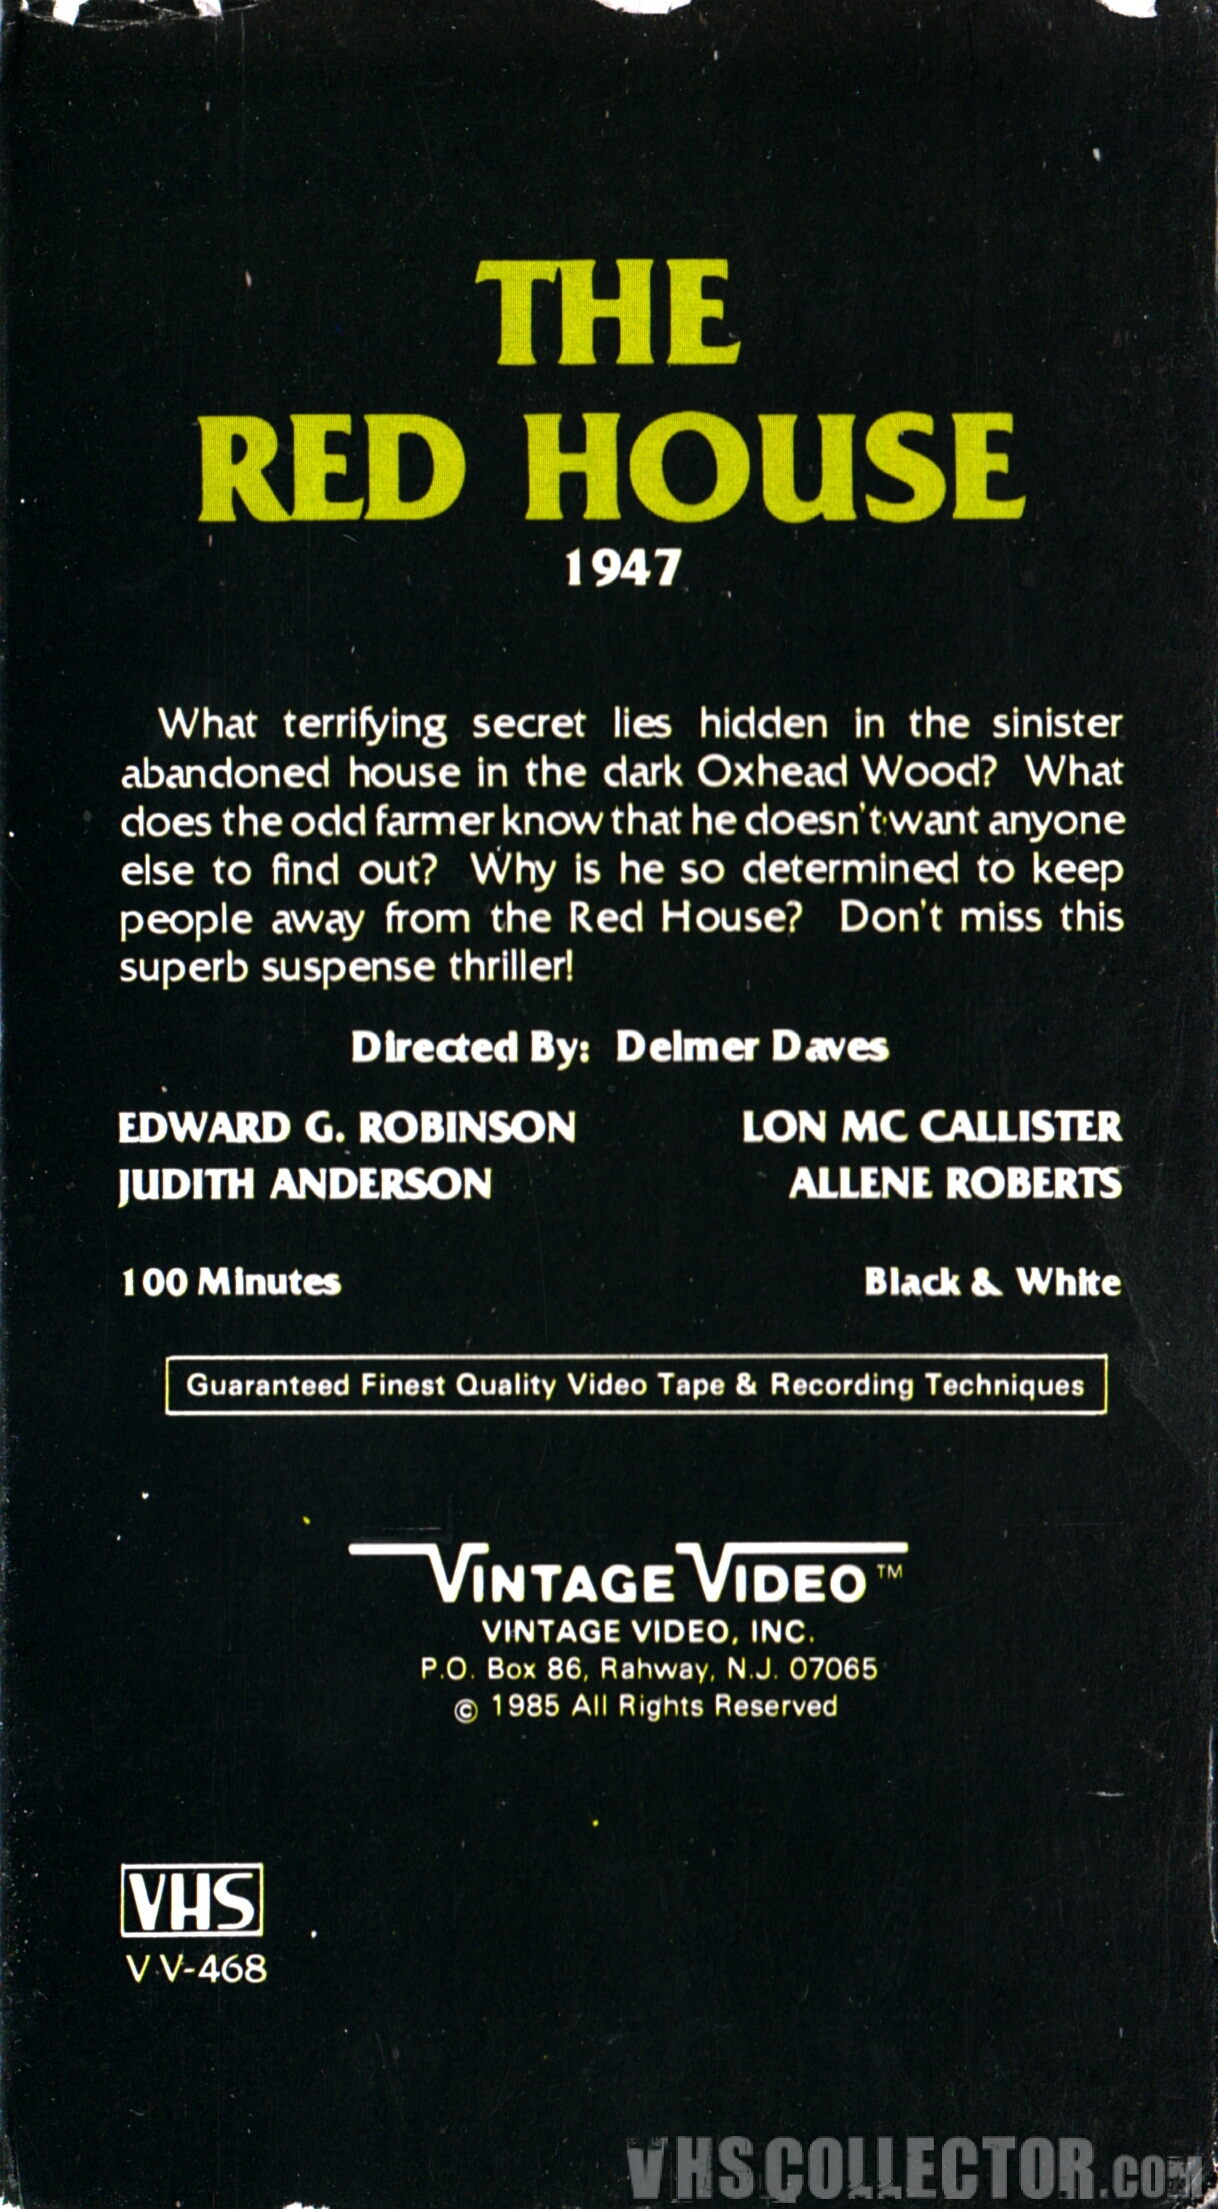 THE
RED HOUSE
1947
What terrifying secret lies hidden in the sinister
abandoned house in the dark Oxhead Wood? What
does the odd farmer know that he doesn't want anyone
else to find out? Why is he so determined to keep
people away from the Red House? Don't miss this
superb suspense thriller!
Directed By: Delmer Daves
EDWARD G. ROBINSON LON MC CALLISTER
JUDITH ANDERSON ALLENE ROBERTS
100 Minutes Black & White
Guaranteed Finest Quality Video Tape & Recording Techniques
VINTAGE VIDEO™
VINTAGE VIDEO, INC.
P.O. Box 86, Rahway, N.J. 07065
© 1985 All Rights Reserved
VHS
VV-468
VHSCOLLECTOR.COM